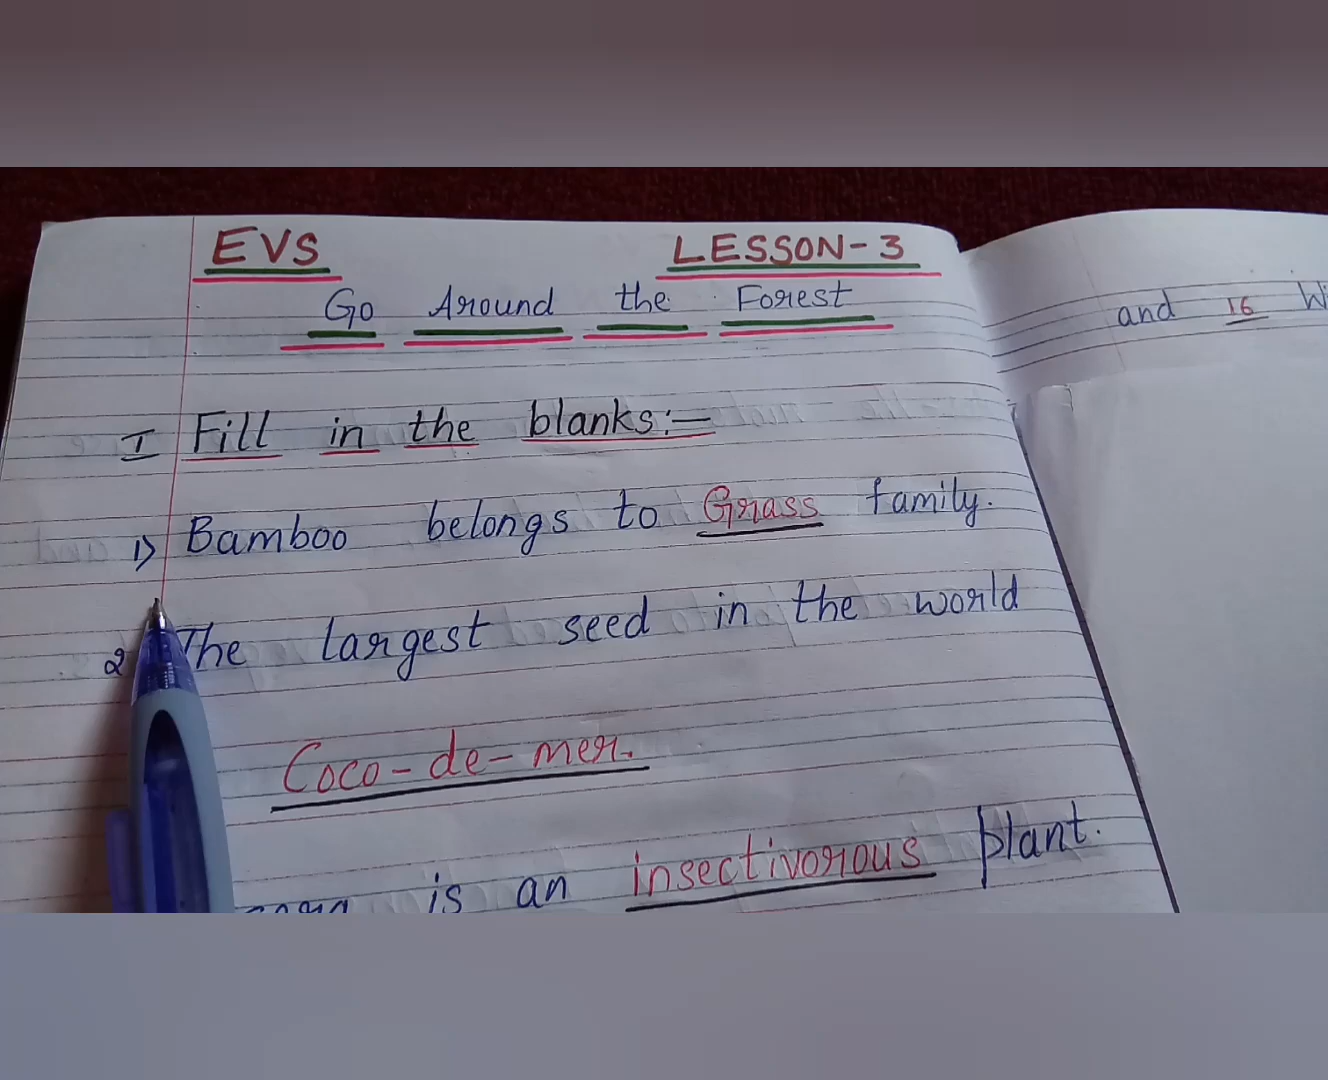 EVS LESSON-3
Go Around the Forest
I Fill in the blanks:-
1) Bamboo belongs to Grass family.
2 The largest seed in the world
Coco-de-mer.
is an insectivorous plant.
and 16